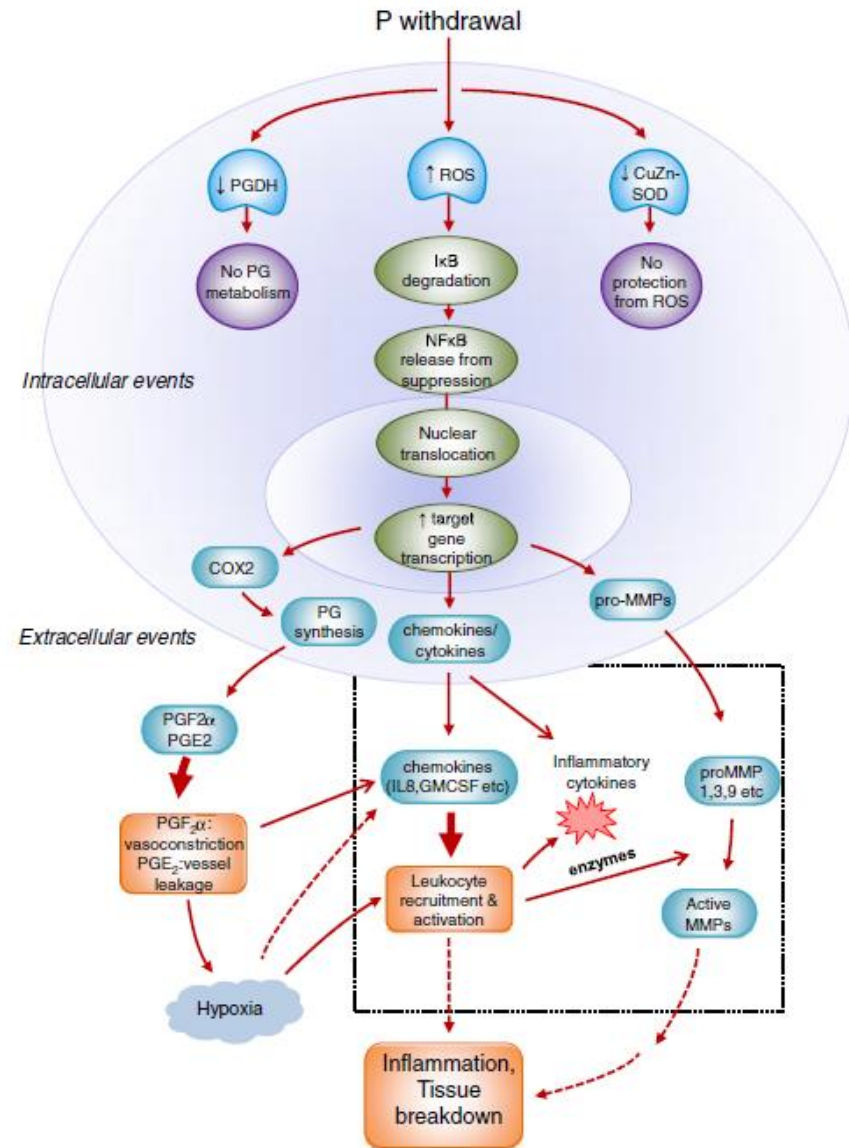 P withdrawal
↓ PGDH
↑ ROS
↓ CuZn-
SOD
No PG
metabolism
IκB
degradation
No
protection
from ROS
NFκB
release from
suppression
Intracellular events
Nuclear
translocation
↑ target
gene
transcription
COX2
pro-MMPs
PG
synthesis
chemokines/
cytokines
Extracellular events
PGF2α
PGE2
chemokines
(IL8,GMCSF etc)
Inflammatory
cytokines
proMMP
1,3,9 etc
PGF₂α:
vasoconstriction
PGE₂:vessel
leakage
Leukocyte
recruitment &
activation
enzymes
Active
MMPs
Hypoxia
Inflammation,
Tissue
breakdown